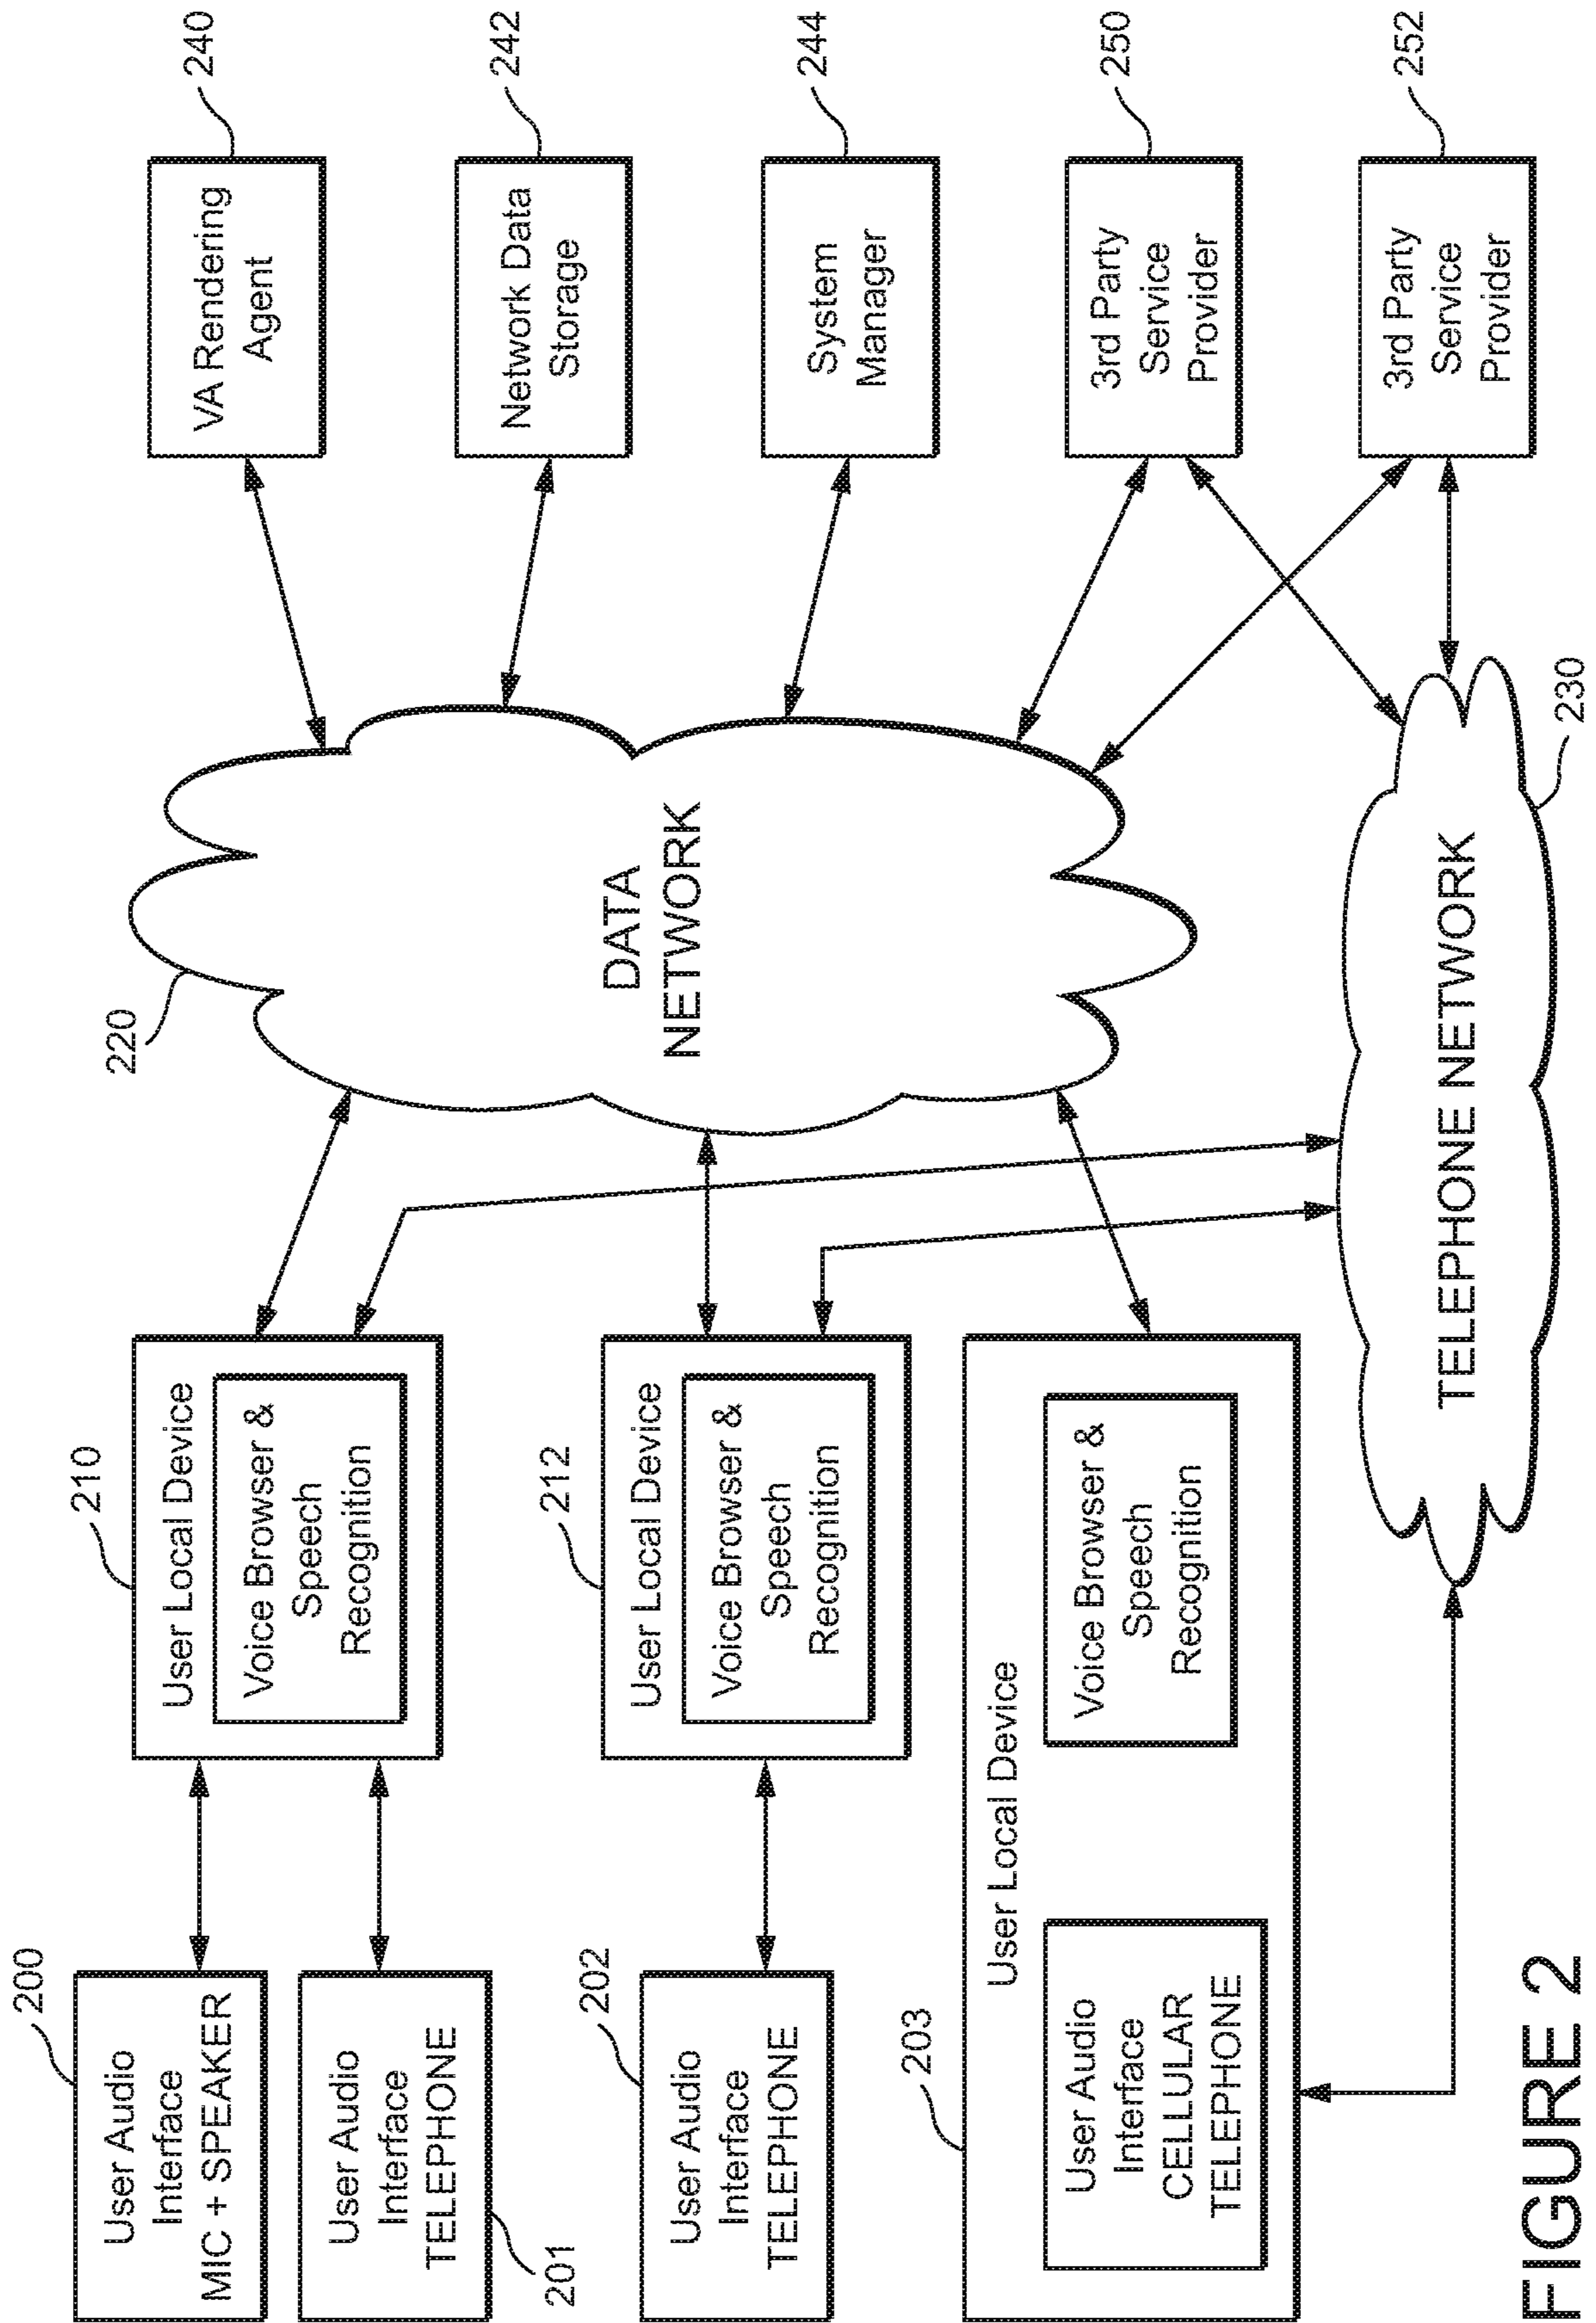 200
User Audio
Interface
MIC + SPEAKER
User Audio
Interface
TELEPHONE
201
202
User Audio
Interface
TELEPHONE
203
User Local Device
User Audio
Interface
CELLULAR
TELEPHONE
Voice Browser &
Speech
Recognition
210
User Local Device
Voice Browser &
Speech
Recognition
212
User Local Device
Voice Browser &
Speech
Recognition
220
DATA
NETWORK
TELEPHONE NETWORK
230
VA Rendering
Agent
240
Network Data
Storage
242
System
Manager
244
3rd Party
Service
Provider
250
3rd Party
Service
Provider
252
FIGURE 2